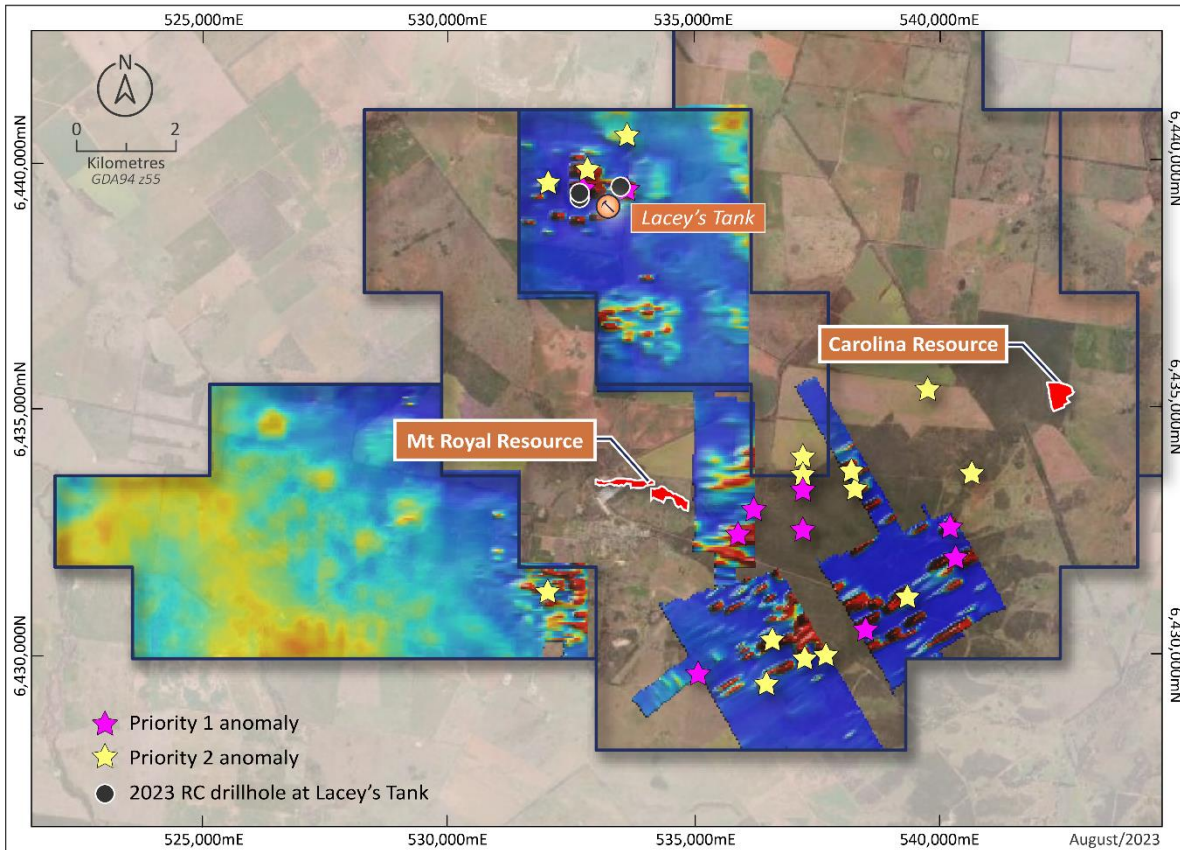 525,000mE
530,000mE
535,000mE
540,000mE
N
0
2
Kilometres
GDA94 z55
6,440,000mN
6,440,000mN
Lacey's Tank
Carolina Resource
6,435,000mN
6,435,000mN
Mt Royal Resource
6,430,000N
6,430,000mN
Priority 1 anomaly
Priority 2 anomaly
2023 RC drillhole at Lacey's Tank
525,000mE
530,000mE
535,000mE
540,000mE
August/2023